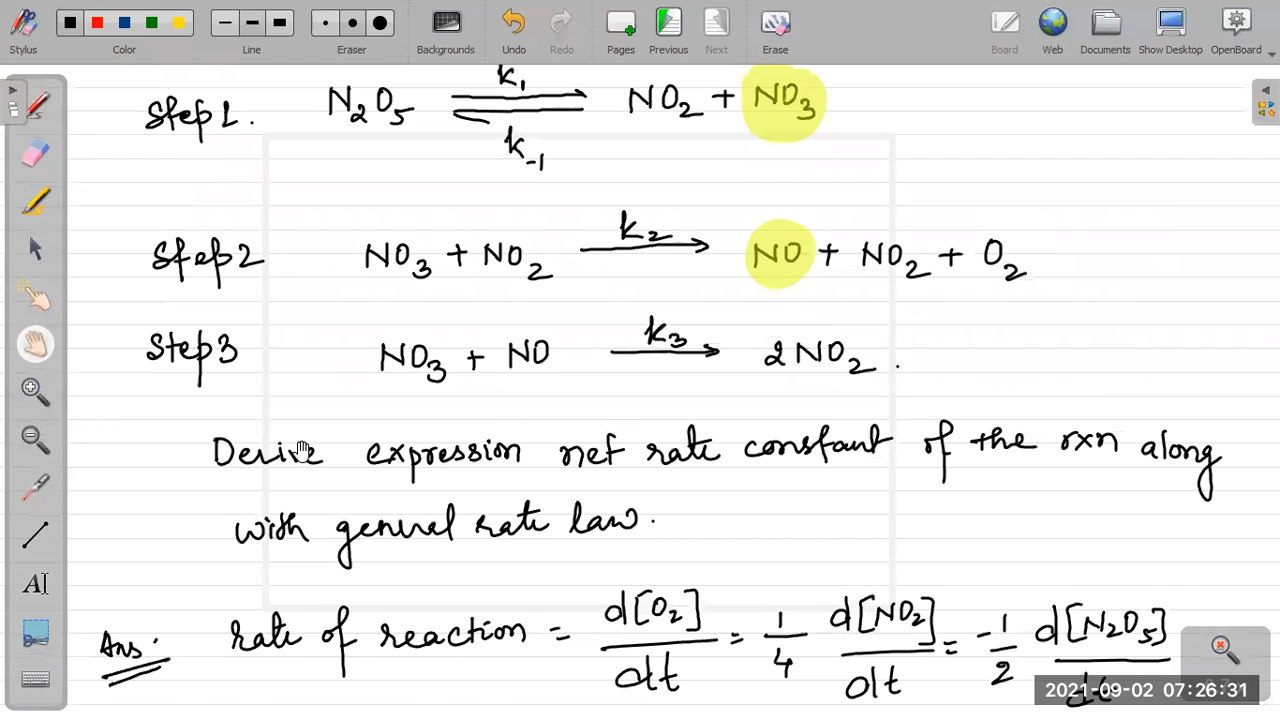 Stylus Color Line Eraser Backgrounds Undo Redo Pages Previous Next Erase Board Web Documents Show Desktop OpenBoard
Step 1. N₂O₅ k₁ ⇌ k₋₁ NO₂ + NO₃
Step 2 NO₃ + NO₂ k₂ → NO + NO₂ + O₂
Step 3 NO₃ + NO k₃ → 2NO₂.
Derive expression net rate constant of the rxn along
with general rate law.
Ans: rate of reaction = d[O₂]/dt = 1/4 d[NO₂]/dt = -1/2 d[N₂O₅]/dt
2021-09-02 07:26:31